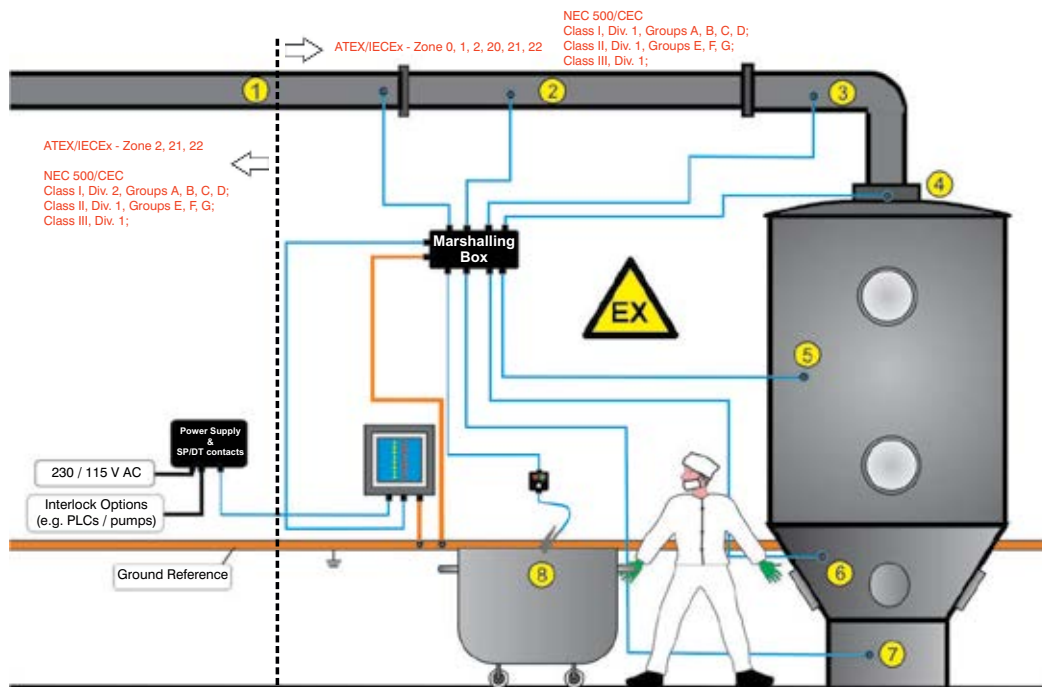 NEC 500/CEC
Class I, Div. 1, Groups A, B, C, D;
Class II, Div. 1, Groups E, F, G;
Class III, Div. 1;
ATEX/IECEx - Zone 0, 1, 2, 20, 21, 22
1
2
3
ATEX/IECEx - Zone 2, 21, 22
NEC 500/CEC
Class I, Div. 2, Groups A, B, C, D;
Class II, Div. 1, Groups E, F, G;
Class III, Div. 1;
4
Marshalling
Box
EX
5
Power Supply
&
SP/DT contacts
230 / 115 V AC
Interlock Options
(e.g. PLCs / pumps)
Ground Reference
8
6
7